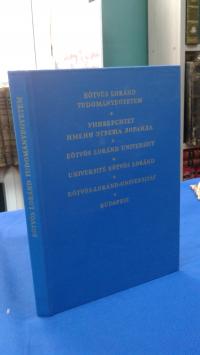 EÖTVÖS LORÁND
TUDOMÁNYEGYETEM
УНИВЕРСИТЕТ
ИМЕНИ ЭТВЕША ЛОРАНДА
EÖTVÖS LORÁND UNIVERSITY
UNIVERSITÉ EÖTVÖS LORÁND
EÖTVÖS-LORÁND-UNIVERSITÄT
BUDAPEST
EÖTVÖS LORÁND TUDOMÁNYEGYETEM